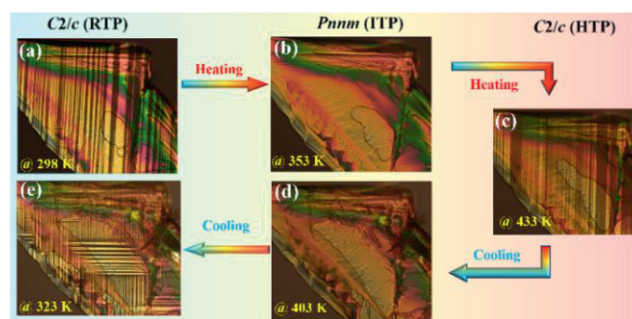 C2/c (RTP)
Pnnm (ITP)
C2/c (HTP)
(a)
@ 298 K
Heating
(b)
@ 353 K
Heating
(c)
@ 433 K
(e)
@ 323 K
Cooling
(d)
@ 403 K
Cooling